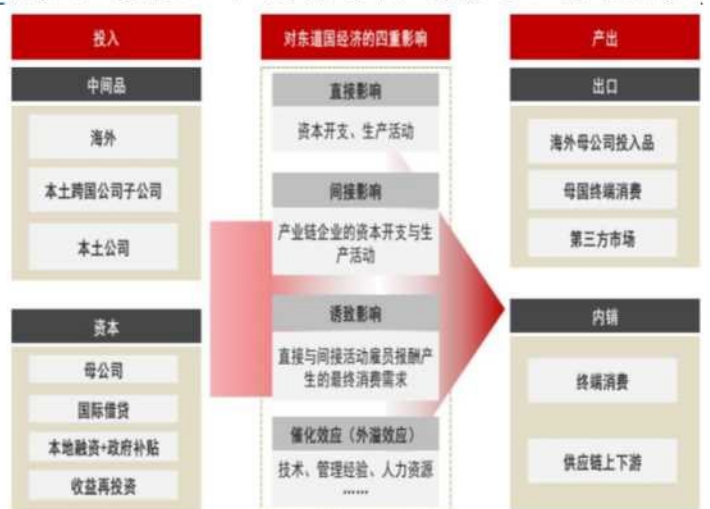 投入
中间品
海外
本土跨国公司子公司
本土公司
资本
母公司
国际借贷
本地融资+政府补贴
收益再投资
对东道国经济的四重影响
直接影响
资本开支、生产活动
间接影响
产业链企业的资本开支与生
产活动
诱致影响
直接与间接活动雇员报酬产
生的最终消费需求
催化效应（外溢效应）
技术、管理经验、人力资源
……
产出
出口
海外母公司投入品
母国终端消费
第三方市场
内销
终端消费
供应链上下游